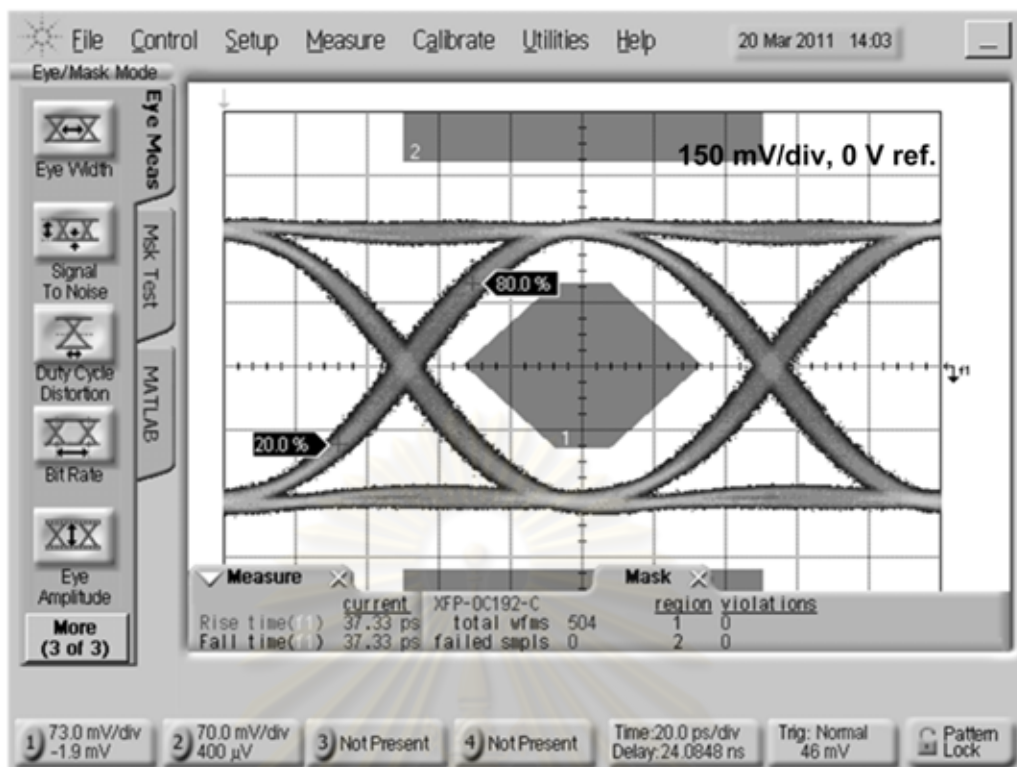 File Control Setup Measure Calibrate Utilities Help 20 Mar 2011 14:03
Eye/Mask Mode
Eye Meas
Msk Test
MATLAB
Eye Width
Signal
To Noise
Duty Cycle
Distortion
Bit Rate
Eye
Amplitude
More
(3 of 3)
2
150 mV/div, 0 V ref.
80.0 %
20.0 %
1
f1
Measure Mask
current XFP-OC192-C region violations
Rise time(f1) 37.33 ps total wfms 504 1 0
Fall time(f1) 37.33 ps failed smpls 0 2 0
1 73.0 mV/div
-1.9 mV
2 70.0 mV/div
400 μV
3 Not Present
4 Not Present
Time:20.0 ps/div
Delay:24.0848 ns
Trig: Normal
46 mV
Pattern
Lock